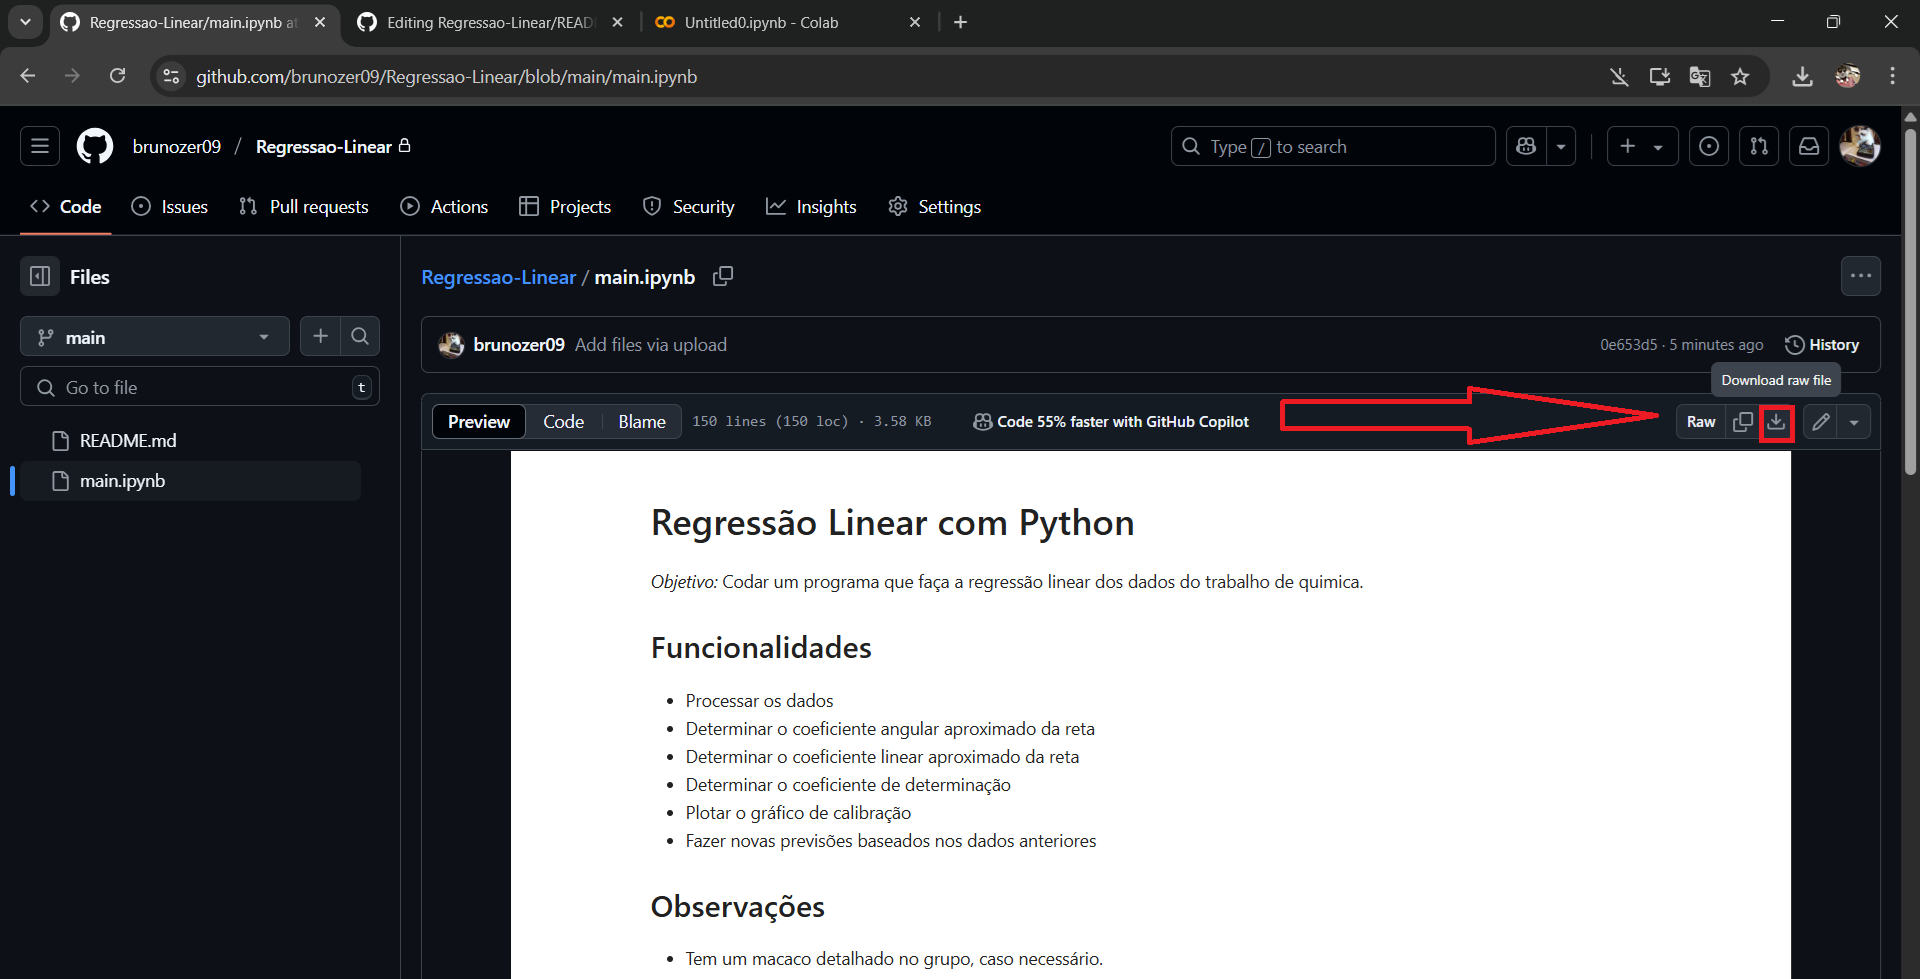 Regressao-Linear/main.ipynb at
Editing Regressao-Linear/READ
Untitled0.ipynb - Colab
github.com/brunozer09/Regressao-Linear/blob/main/main.ipynb
brunozer09 / Regressao-Linear
Type / to search
Code
Issues
Pull requests
Actions
Projects
Security
Insights
Settings
Files
main
Go to file
t
README.md
main.ipynb
Regressao-Linear / main.ipynb
brunozer09 Add files via upload
0e653d5 · 5 minutes ago
History
Download raw file
Preview
Code
Blame
150 lines (150 loc) · 3.58 KB
Code 55% faster with GitHub Copilot
Raw
Regressão Linear com Python
Objetivo: Codar um programa que faça a regressão linear dos dados do trabalho de quimica.
Funcionalidades
• Processar os dados
• Determinar o coeficiente angular aproximado da reta
• Determinar o coeficiente linear aproximado da reta
• Determinar o coeficiente de determinação
• Plotar o gráfico de calibração
• Fazer novas previsões baseados nos dados anteriores
Observações
• Tem um macaco detalhado no grupo, caso necessário.